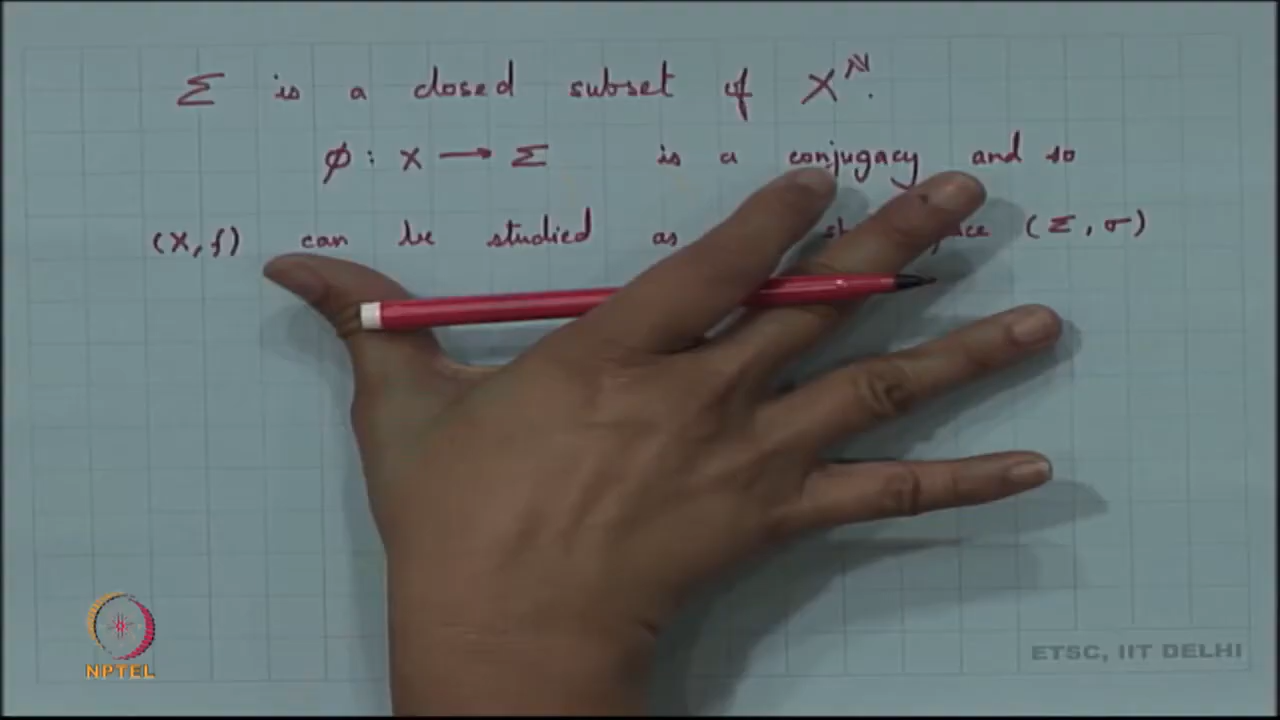 Σ is a closed subset of X^ℕ.
φ : X → Σ is a conjugacy and so
(X, f) can be studied as (Σ, σ)
NPTEL
ETSC, IIT DELHI